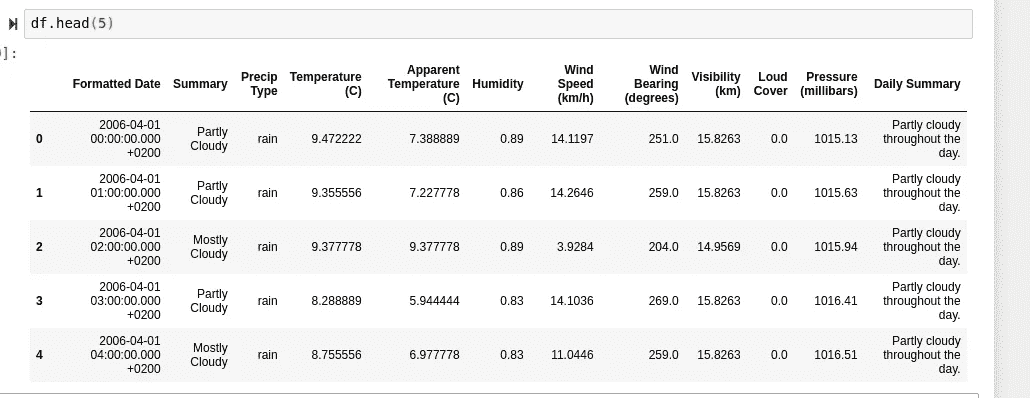 df.head(5)
]:
Formatted Date Summary Precip Type Temperature (C) Apparent Temperature (C) Humidity Wind Speed (km/h) Wind Bearing (degrees) Visibility (km) Loud Cover Pressure (millibars) Daily Summary
0 2006-04-01 00:00:00.000 +0200 Partly Cloudy rain 9.472222 7.388889 0.89 14.1197 251.0 15.8263 0.0 1015.13 Partly cloudy throughout the day.
1 2006-04-01 01:00:00.000 +0200 Partly Cloudy rain 9.355556 7.227778 0.86 14.2646 259.0 15.8263 0.0 1015.63 Partly cloudy throughout the day.
2 2006-04-01 02:00:00.000 +0200 Mostly Cloudy rain 9.377778 9.377778 0.89 3.9284 204.0 14.9569 0.0 1015.94 Partly cloudy throughout the day.
3 2006-04-01 03:00:00.000 +0200 Partly Cloudy rain 8.288889 5.944444 0.83 14.1036 269.0 15.8263 0.0 1016.41 Partly cloudy throughout the day.
4 2006-04-01 04:00:00.000 +0200 Mostly Cloudy rain 8.755556 6.977778 0.83 11.0446 259.0 15.8263 0.0 1016.51 Partly cloudy throughout the day.